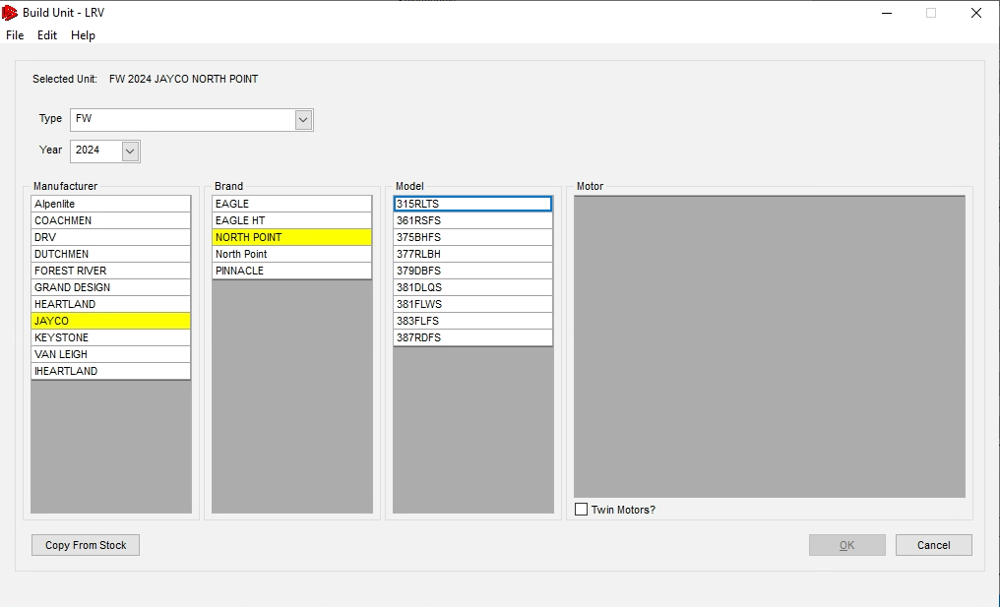 Build Unit - LRV
File Edit Help
Selected Unit: FW 2024 JAYCO NORTH POINT
Type FW
Year 2024
Manufacturer
Alpenlite
COACHMEN
DRV
DUTCHMEN
FOREST RIVER
GRAND DESIGN
HEARTLAND
JAYCO
KEYSTONE
VAN LEIGH
IHEARTLAND
Brand
EAGLE
EAGLE HT
NORTH POINT
North Point
PINNACLE
Model
315RLTS
361RSFS
375BHFS
377RLBH
379DBFS
381DLQS
381FLWS
383FLFS
387RDFS
Motor
Twin Motors?
Copy From Stock
OK
Cancel